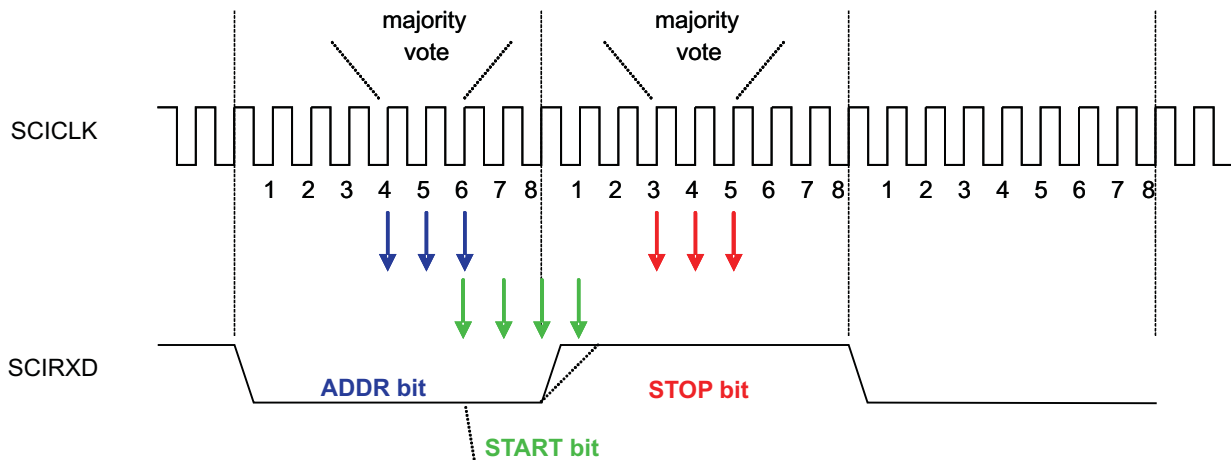 majority
vote
majority
vote
SCICLK
1 2 3 4 5 6 7 8 1 2 3 4 5 6 7 8 1 2 3 4 5 6 7 8
SCIRXD
ADDR bit
STOP bit
START bit